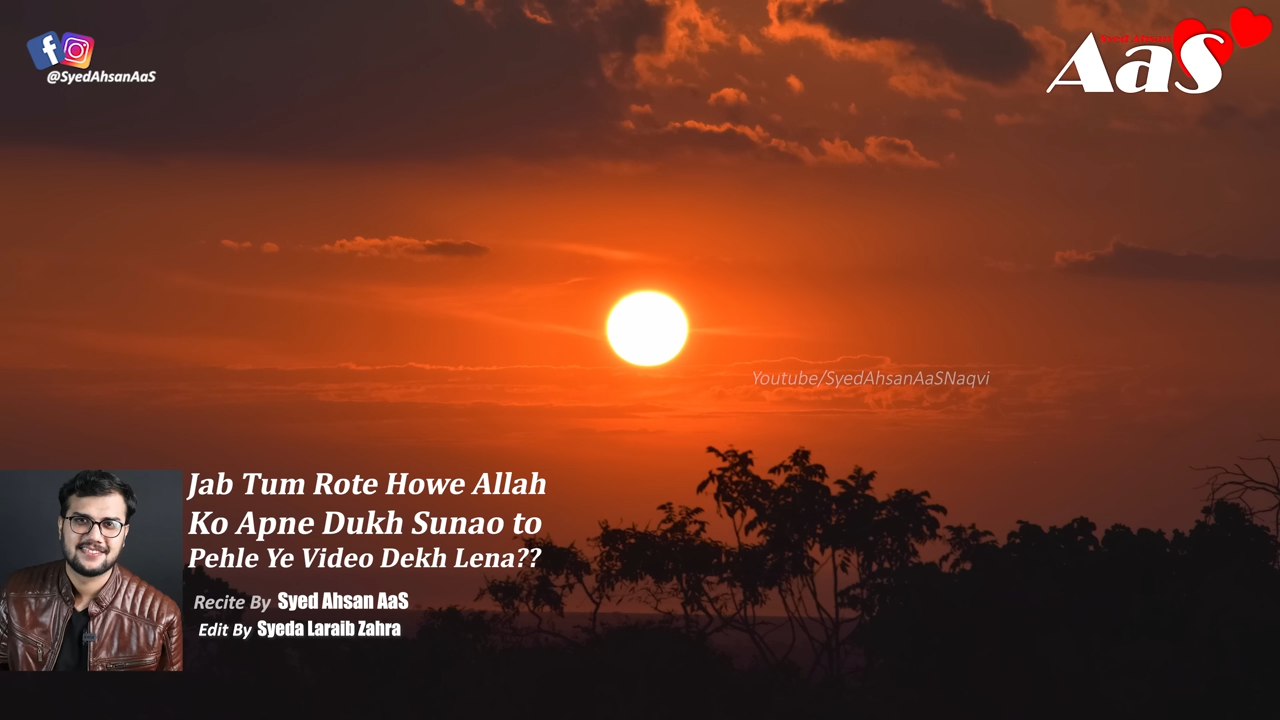 @SyedAhsanAaS
AaS
Youtube/SyedAhsanAaSNaqvi
Jab Tum Rote Howe Allah
Ko Apne Dukh Sunao to
Pehle Ye Video Dekh Lena??
Recite By Syed Ahsan AaS
Edit By Syeda Laraib Zahra